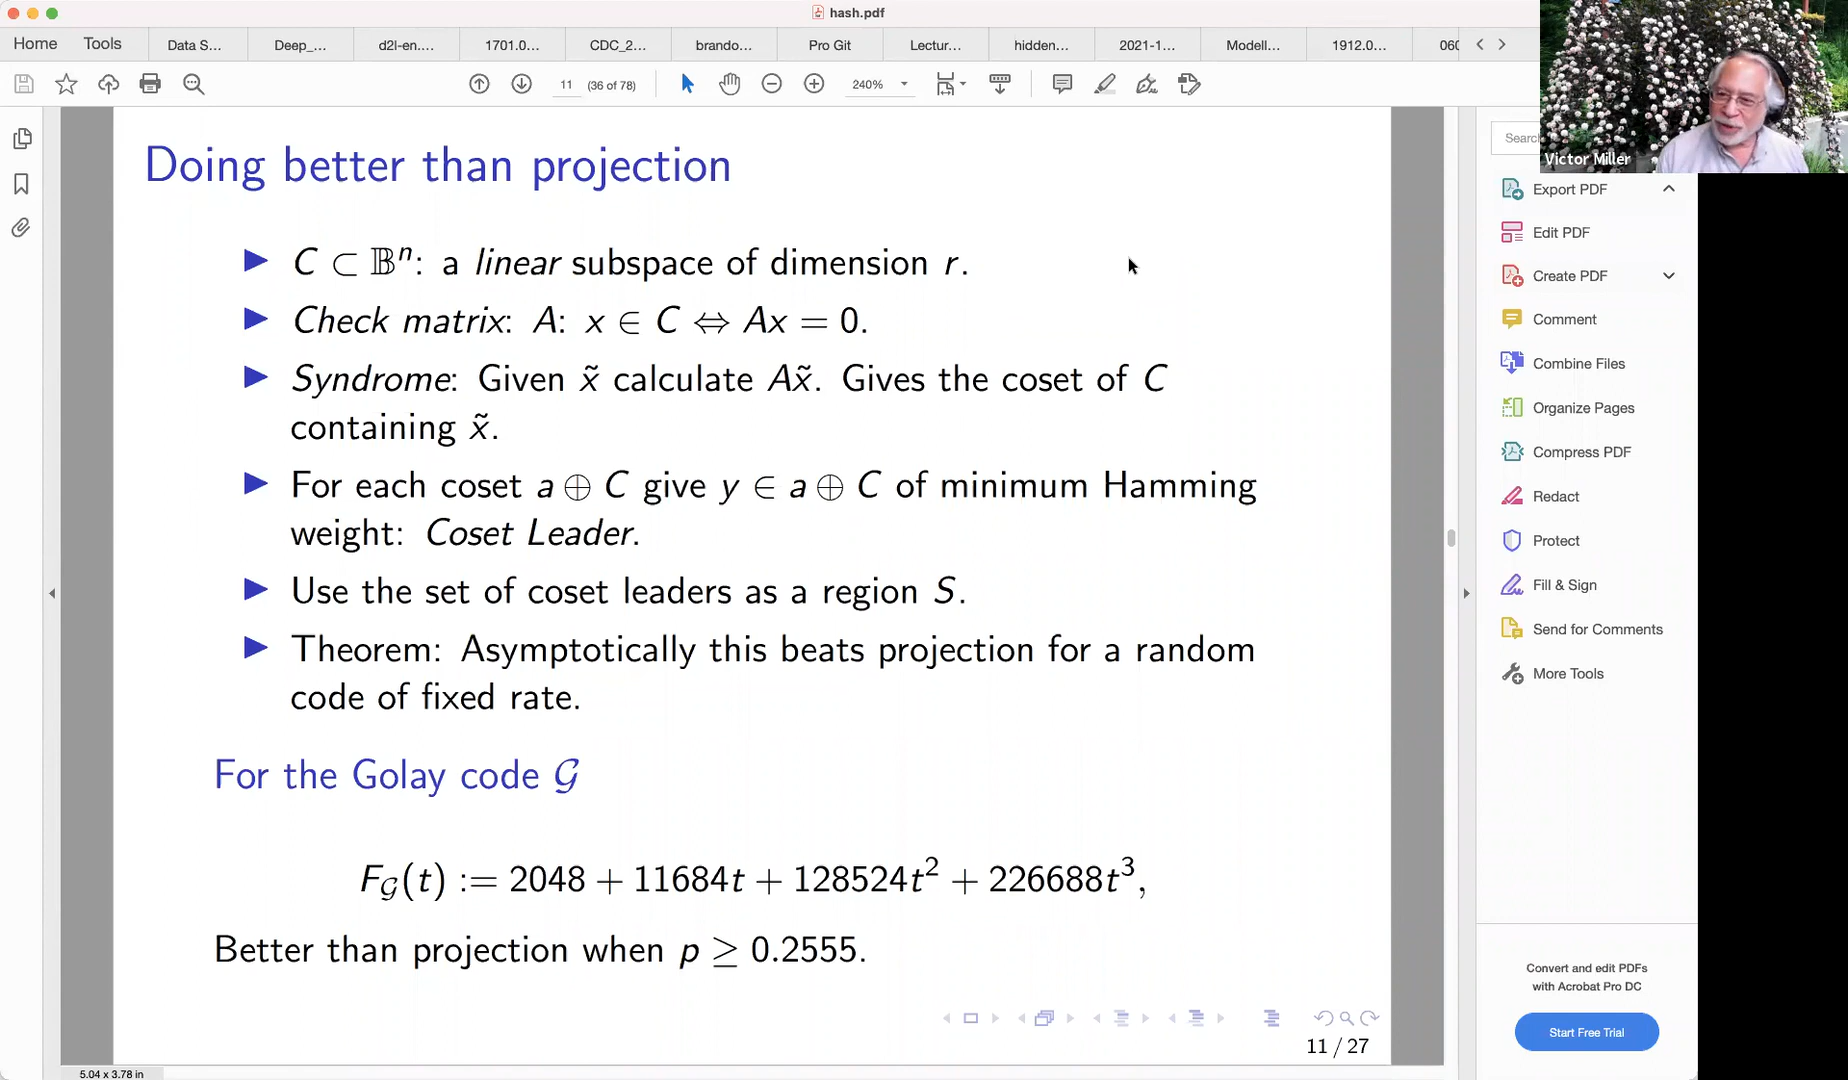 hash.pdf
Home Tools Data S... Deep_... d2l-en.... 1701.0... CDC_2... brando... Pro Git Lectur... hidden... 2021-1... Modell... 1912.0... 060
11 (36 of 78) 240%
Victor Miller
Doing better than projection
▶ C ⊂ 𝔹ⁿ: a linear subspace of dimension r.
▶ Check matrix: A: x ∈ C ⇔ Ax = 0.
▶ Syndrome: Given x̃ calculate Ax̃. Gives the coset of C
containing x̃.
▶ For each coset a ⊕ C give y ∈ a ⊕ C of minimum Hamming
weight: Coset Leader.
▶ Use the set of coset leaders as a region S.
▶ Theorem: Asymptotically this beats projection for a random
code of fixed rate.
For the Golay code 𝒢
F𝒢(t) := 2048 + 11684t + 128524t² + 226688t³,
Better than projection when p ≥ 0.2555.
11 / 27
5.04 x 3.78 in
Searc
Export PDF
Edit PDF
Create PDF
Comment
Combine Files
Organize Pages
Compress PDF
Redact
Protect
Fill & Sign
Send for Comments
More Tools
Convert and edit PDFs
with Acrobat Pro DC
Start Free Trial